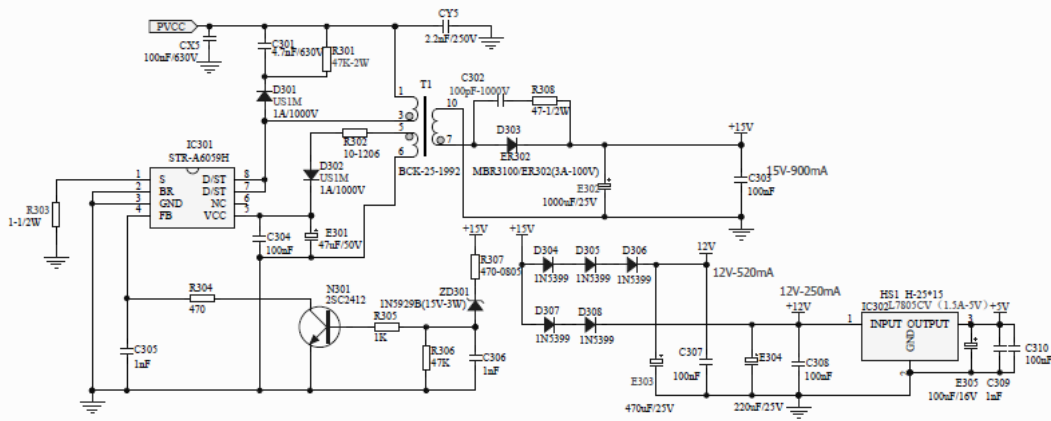 PVCC
CX5
100nF/630V
C301
4.7nF/630V
R301
47K-2W
CY5
2.2nF/250V
D301
US1M
1A/1000V
T1
1
3
5
6
10
7
BCK-25-1992
C302
100pF-1000V
R308
47-1/2W
D303
ER302
MBR3100/ER302(3A-100V)
+15V
E302
1000uF/25V
C303
100nF
15V-900mA
IC301
STR-A6059H
R302
10-1206
D302
US1M
1A/1000V
1 S D/ST 8
2 BR D/ST 7
3 GND NC 6
4 FB VCC 5
R303
1-1/2W
C304
100nF
E301
47uF/50V
+15V
R307
470-0805
ZD301
1N5929B(15V-3W)
R304
470
N301
2SC2412
R305
1K
R306
47K
C306
1nF
C305
1nF
+15V
D304 D305 D306
1N5399 1N5399 1N5399
12V
12V-520mA
D307 D308
1N5399 1N5399
E303
470uF/25V
C307
100nF
E304
220uF/25V
12V-250mA
+12V
C308
100nF
HS1 H-25*15
IC302 L7805CV (1.5A-5V)
+5V
1 INPUT OUTPUT 3
GND
2
E305
100uF/16V
C309
1nF
C310
100nF